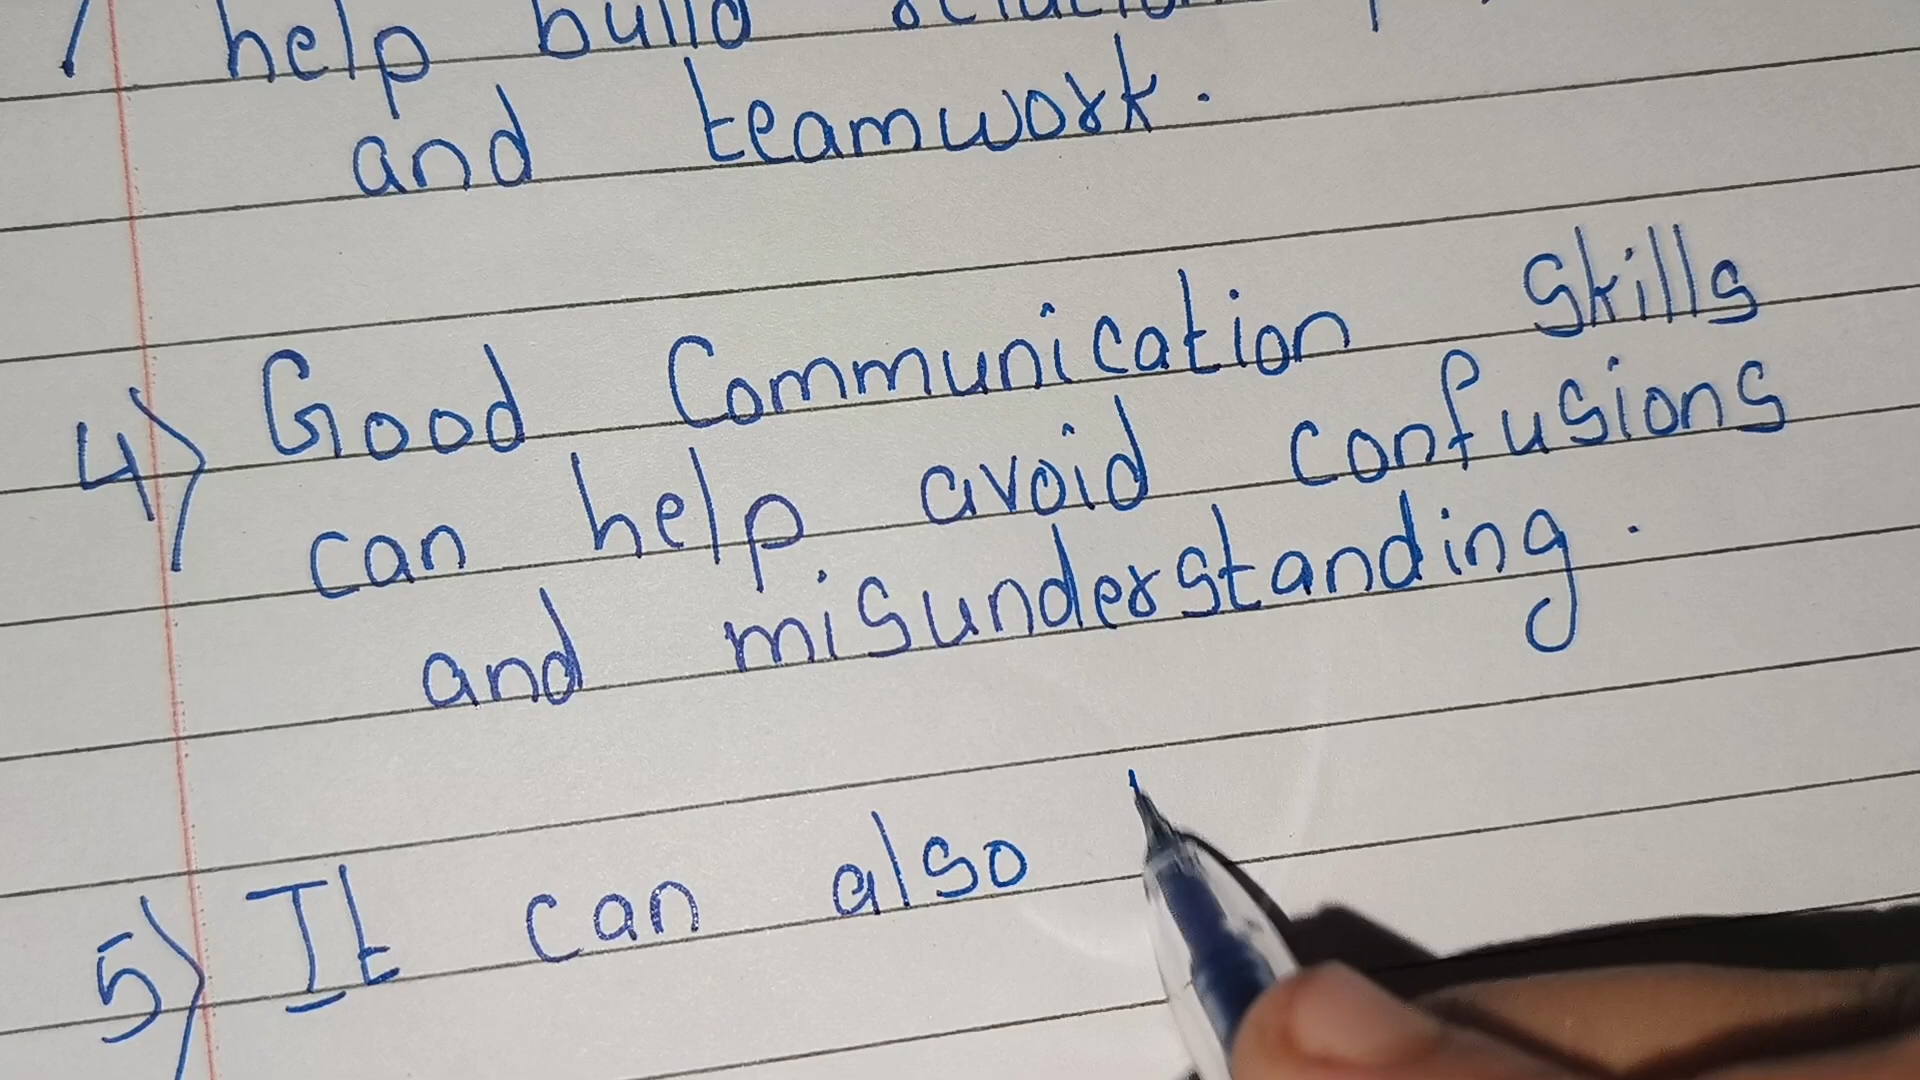 help build
and teamwork.
4) Good Communication skills
can help avoid confusions
and misunderstanding.
5) It can also